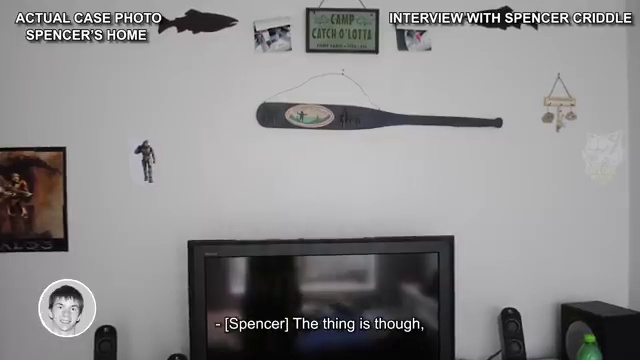 ACTUAL CASE PHOTO
SPENCER'S HOME
INTERVIEW WITH SPENCER CRIDDLE
CAMP
CATCH O'LOTTA
- [Spencer] The thing is though,